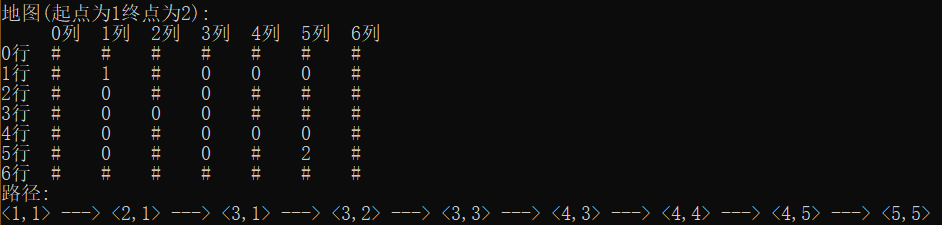 地图(起点为1终点为2):
0列 1列 2列 3列 4列 5列 6列
0行 # # # # # # #
1行 # 1 # 0 0 0 #
2行 # 0 # 0 # # #
3行 # 0 0 0 # # #
4行 # 0 # 0 0 0 #
5行 # 0 # 0 # 2 #
6行 # # # # # # #
路径:
<1,1> ---> <2,1> ---> <3,1> ---> <3,2> ---> <3,3> ---> <4,3> ---> <4,4> ---> <4,5> ---> <5,5>